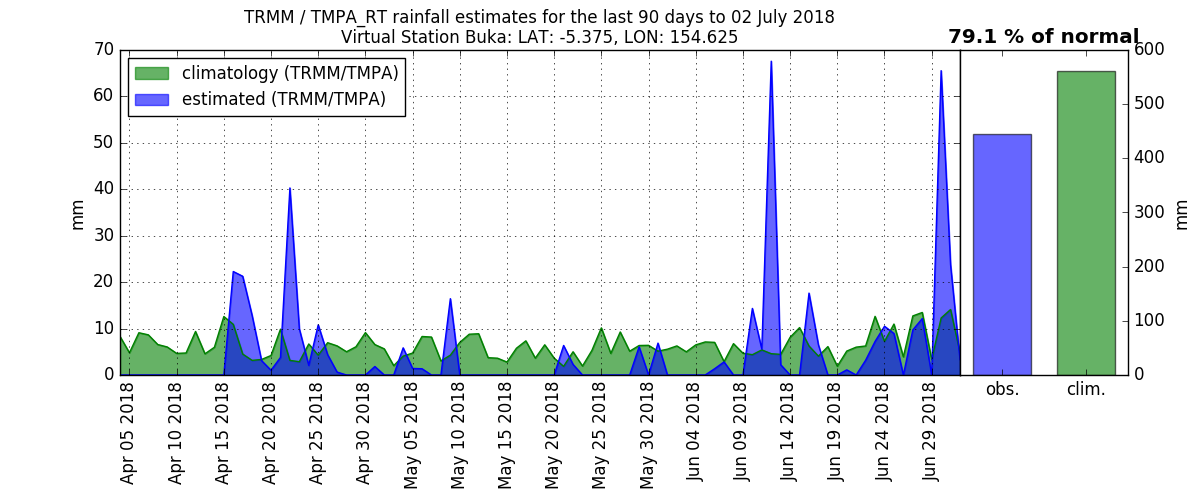 TRMM / TMPA_RT rainfall estimates for the last 90 days to 02 July 2018
Virtual Station Buka: LAT: -5.375, LON: 154.625
79.1 % of normal
climatology (TRMM/TMPA)
estimated (TRMM/TMPA)
mm
70
60
50
40
30
20
10
0
Apr 05 2018
Apr 10 2018
Apr 15 2018
Apr 20 2018
Apr 25 2018
Apr 30 2018
May 05 2018
May 10 2018
May 15 2018
May 20 2018
May 25 2018
May 30 2018
Jun 04 2018
Jun 09 2018
Jun 14 2018
Jun 19 2018
Jun 24 2018
Jun 29 2018
obs.
clim.
600
500
400
300
200
100
0
mm